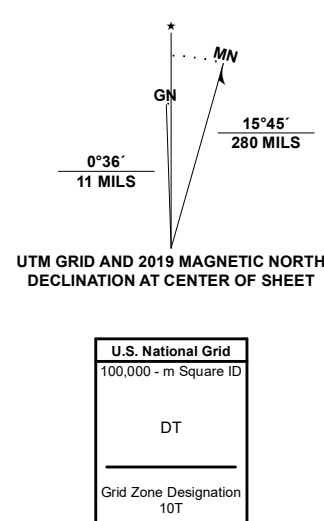 ★
MN
GN
15°45´
280 MILS
0°36´
11 MILS
UTM GRID AND 2019 MAGNETIC NORTH
DECLINATION AT CENTER OF SHEET
U.S. National Grid
100,000 - m Square ID
DT
Grid Zone Designation
10T